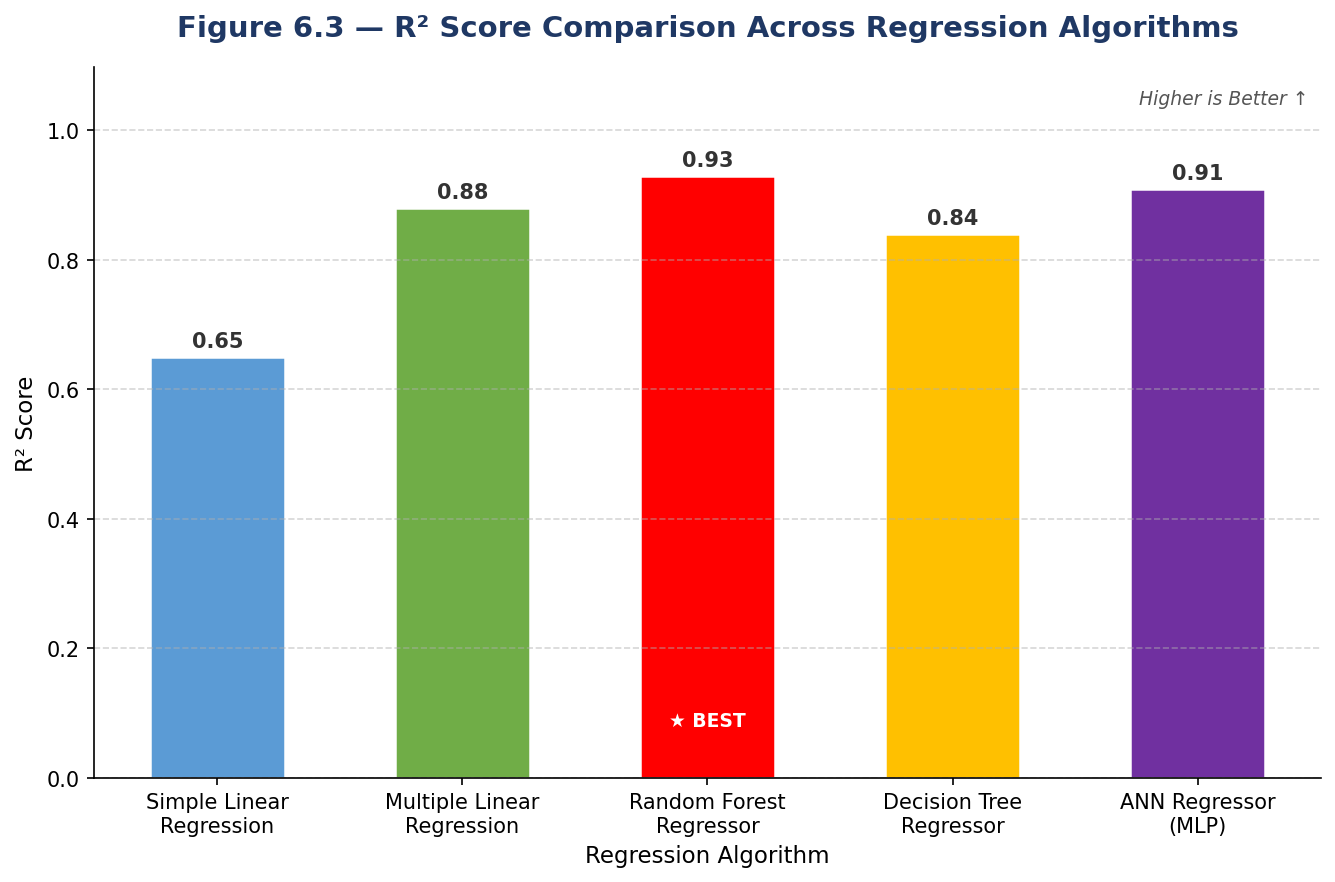 Figure 6.3 — R² Score Comparison Across Regression Algorithms
Higher is Better ↑
1.0
0.8
0.6
0.4
0.2
0.0
R² Score
0.65
0.88
0.93
0.84
0.91
★ BEST
Simple Linear
Regression
Multiple Linear
Regression
Random Forest
Regressor
Decision Tree
Regressor
ANN Regressor
(MLP)
Regression Algorithm